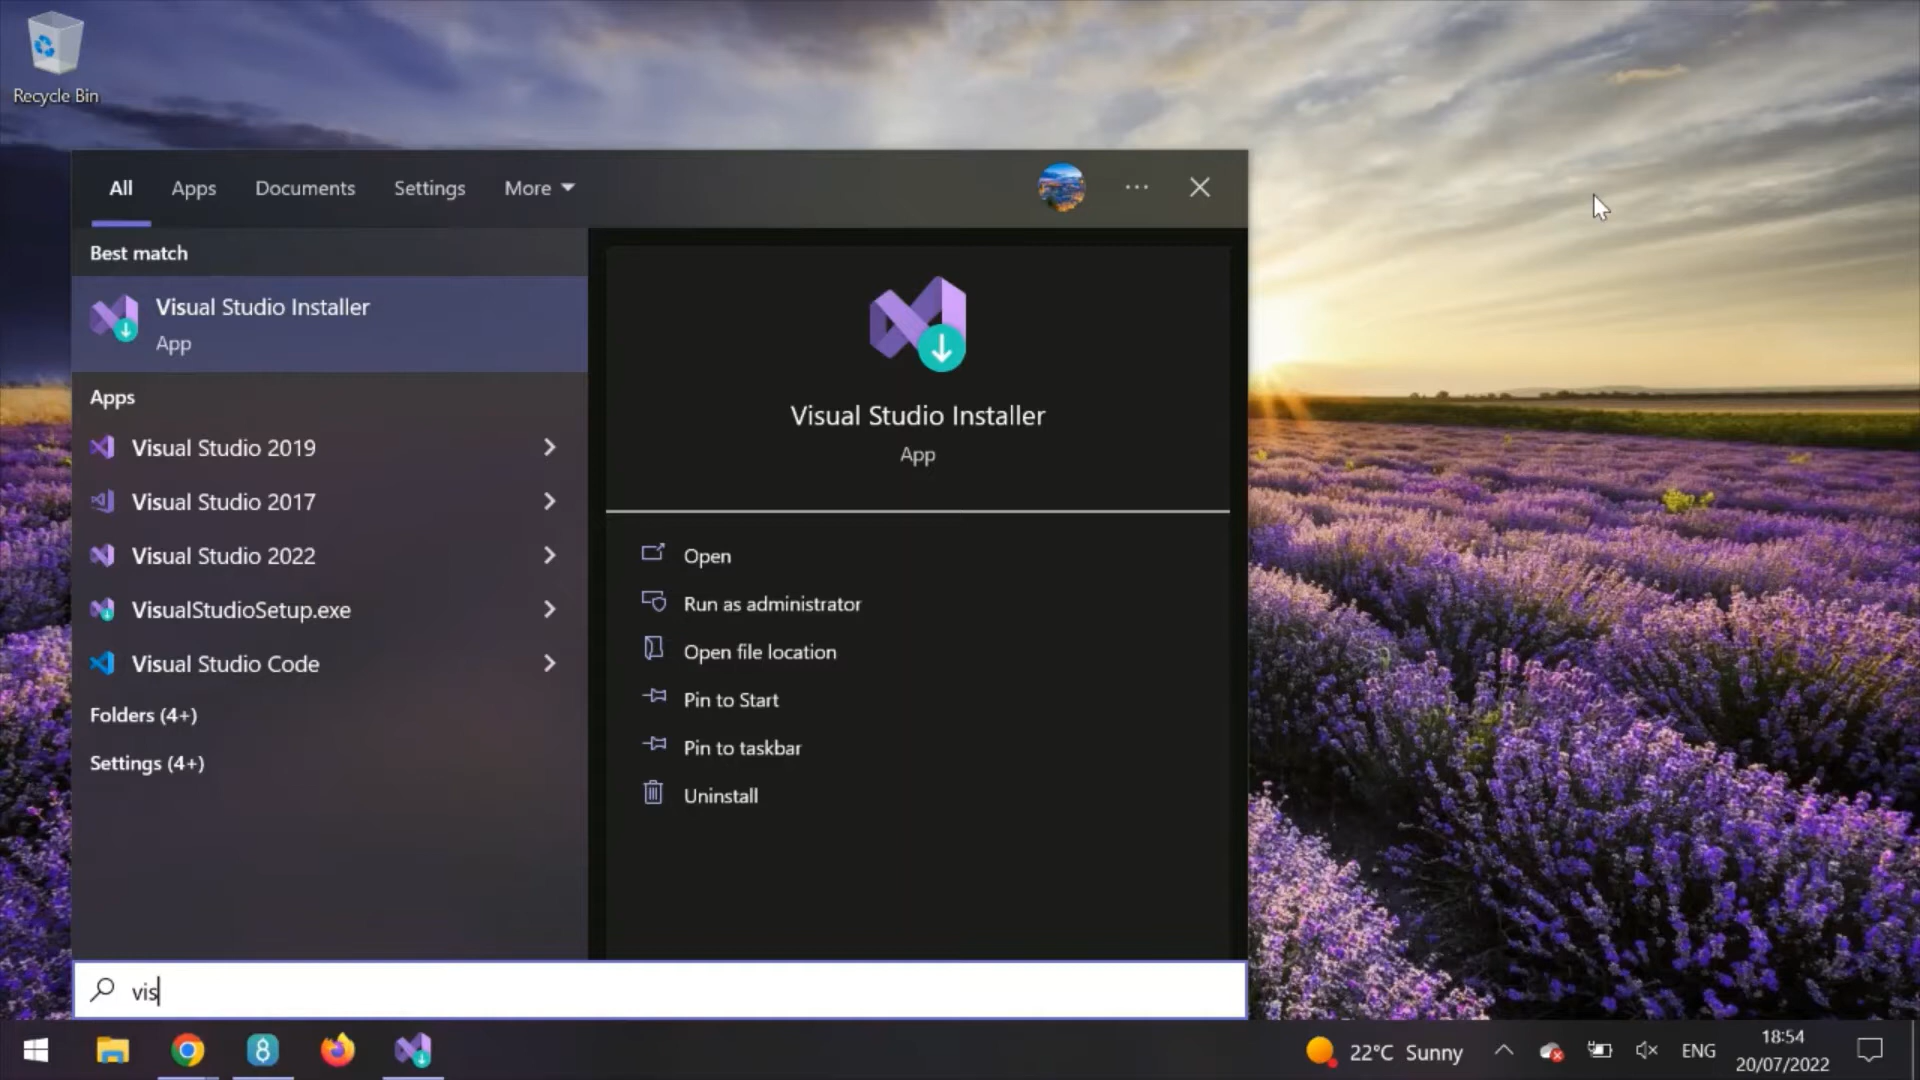 Recycle Bin
All Apps Documents Settings More
Best match
Visual Studio Installer
App
Apps
Visual Studio 2019
Visual Studio 2017
Visual Studio 2022
VisualStudioSetup.exe
Visual Studio Code
Folders (4+)
Settings (4+)
Visual Studio Installer
App
Open
Run as administrator
Open file location
Pin to Start
Pin to taskbar
Uninstall
vis
8
22°C Sunny
ENG
18:54
20/07/2022